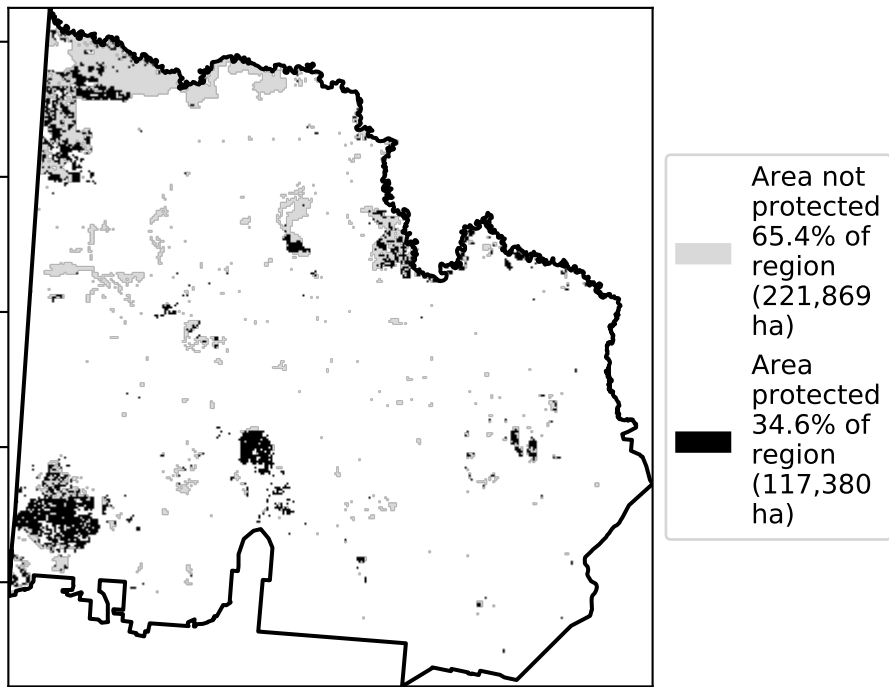 Area not
protected
65.4% of
region
(221,869
ha)
Area
protected
34.6% of
region
(117,380
ha)